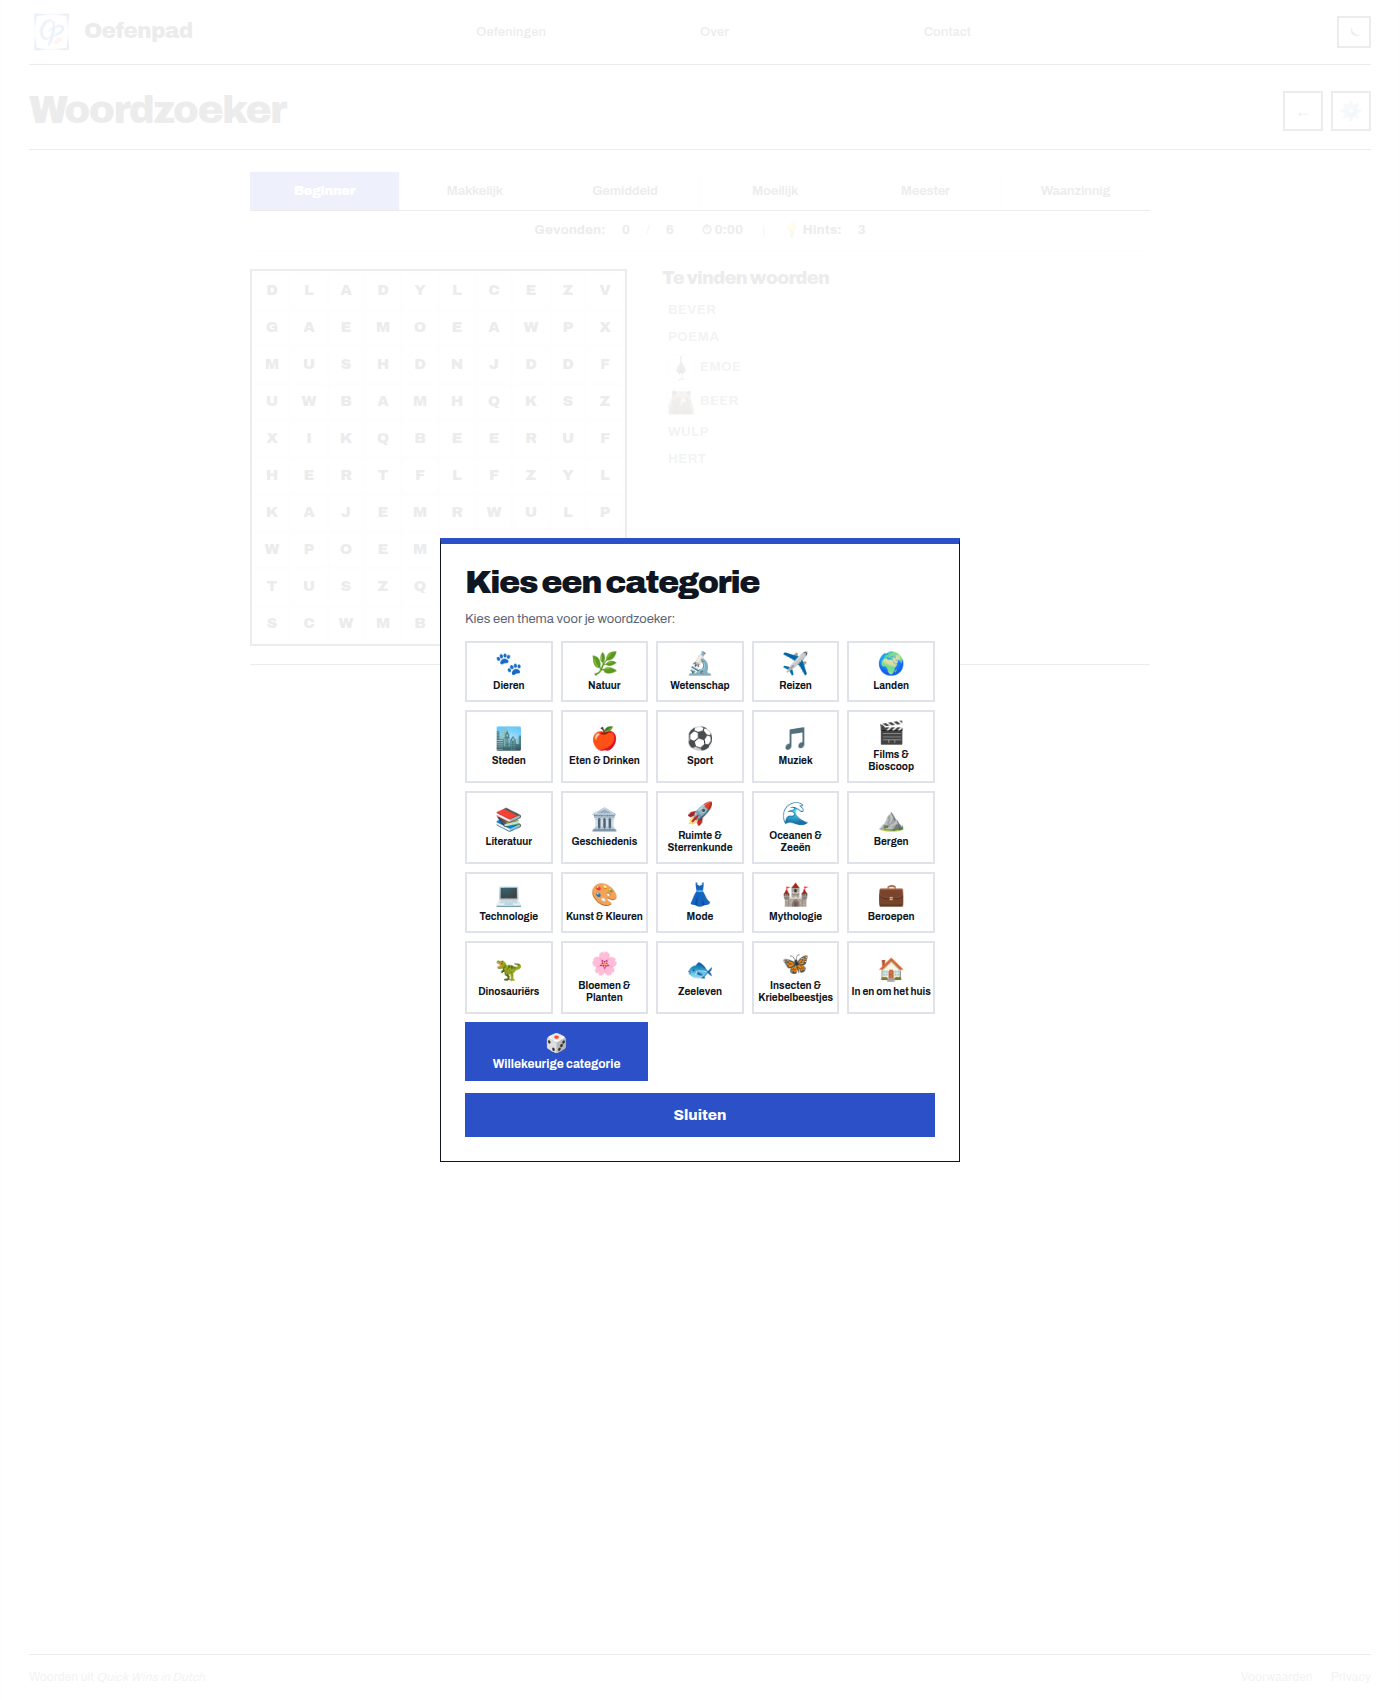 Oefenpad
Oefeningen
Over
Contact
Woordzoeker
Beginner
Makkelijk
Gemiddeld
Moeilijk
Meester
Waanzinnig
Gevonden: 0 / 6 0:00 | Hints: 3
D L A D Y L C E Z V
G A E M O E A W P X
M U S H D N J D D F
U W B A M H Q K S Z
X I K Q B E E R U F
H E R T F L F Z Y L
K A J E M R W U L P
W P O E M
T U S Z Q
S C W M B
Te vinden woorden
BEVER
POEMA
EMOE
BEER
WULP
HERT
Kies een categorie
Kies een thema voor je woordzoeker:
Dieren
Natuur
Wetenschap
Reizen
Landen
Steden
Eten & Drinken
Sport
Muziek
Films &
Bioscoop
Literatuur
Geschiedenis
Ruimte &
Sterrenkunde
Oceanen &
Zeeën
Bergen
Technologie
Kunst & Kleuren
Mode
Mythologie
Beroepen
Dinosauriërs
Bloemen &
Planten
Zeeleven
Insecten &
Kriebelbeestjes
In en om het huis
Willekeurige categorie
Sluiten
Woorden uit Quick Wins in Dutch
Voorwaarden
Privacy